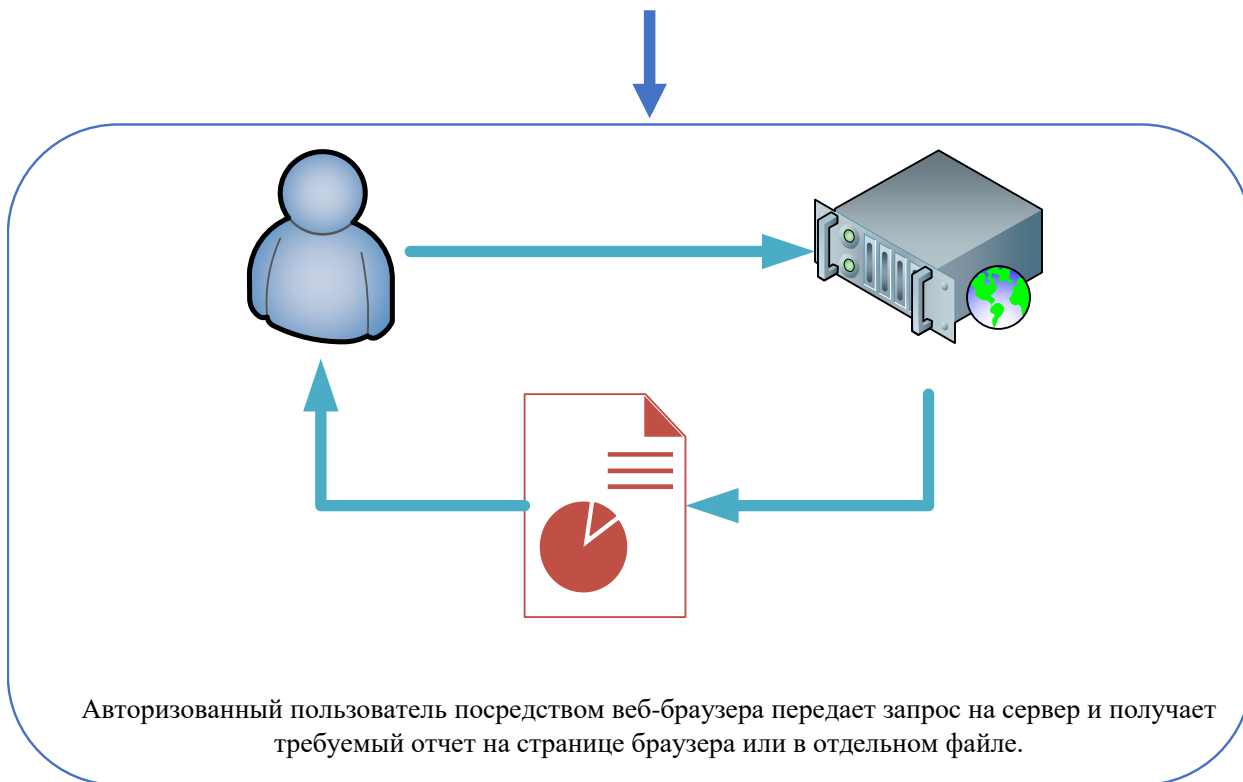 Авторизованный пользователь посредством веб-браузера передает запрос на сервер и получает
требуемый отчет на странице браузера или в отдельном файле.